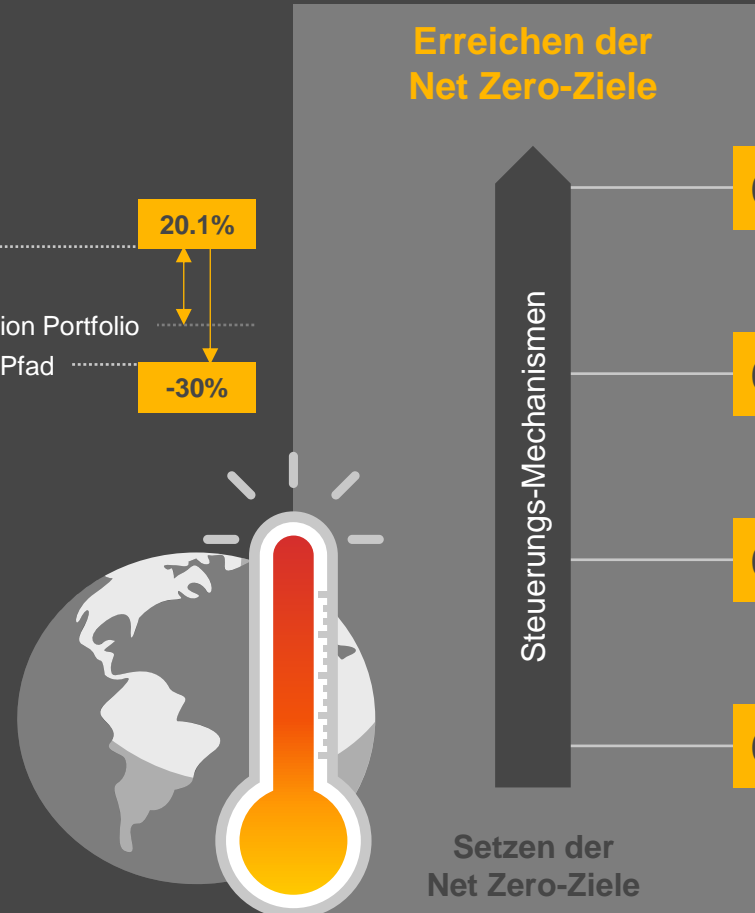 Erreichen der
Net Zero-Ziele
20.1%
ion Portfolio
Pfad
-30%
Steuerungs-Mechanismen
Setzen der
Net Zero-Ziele